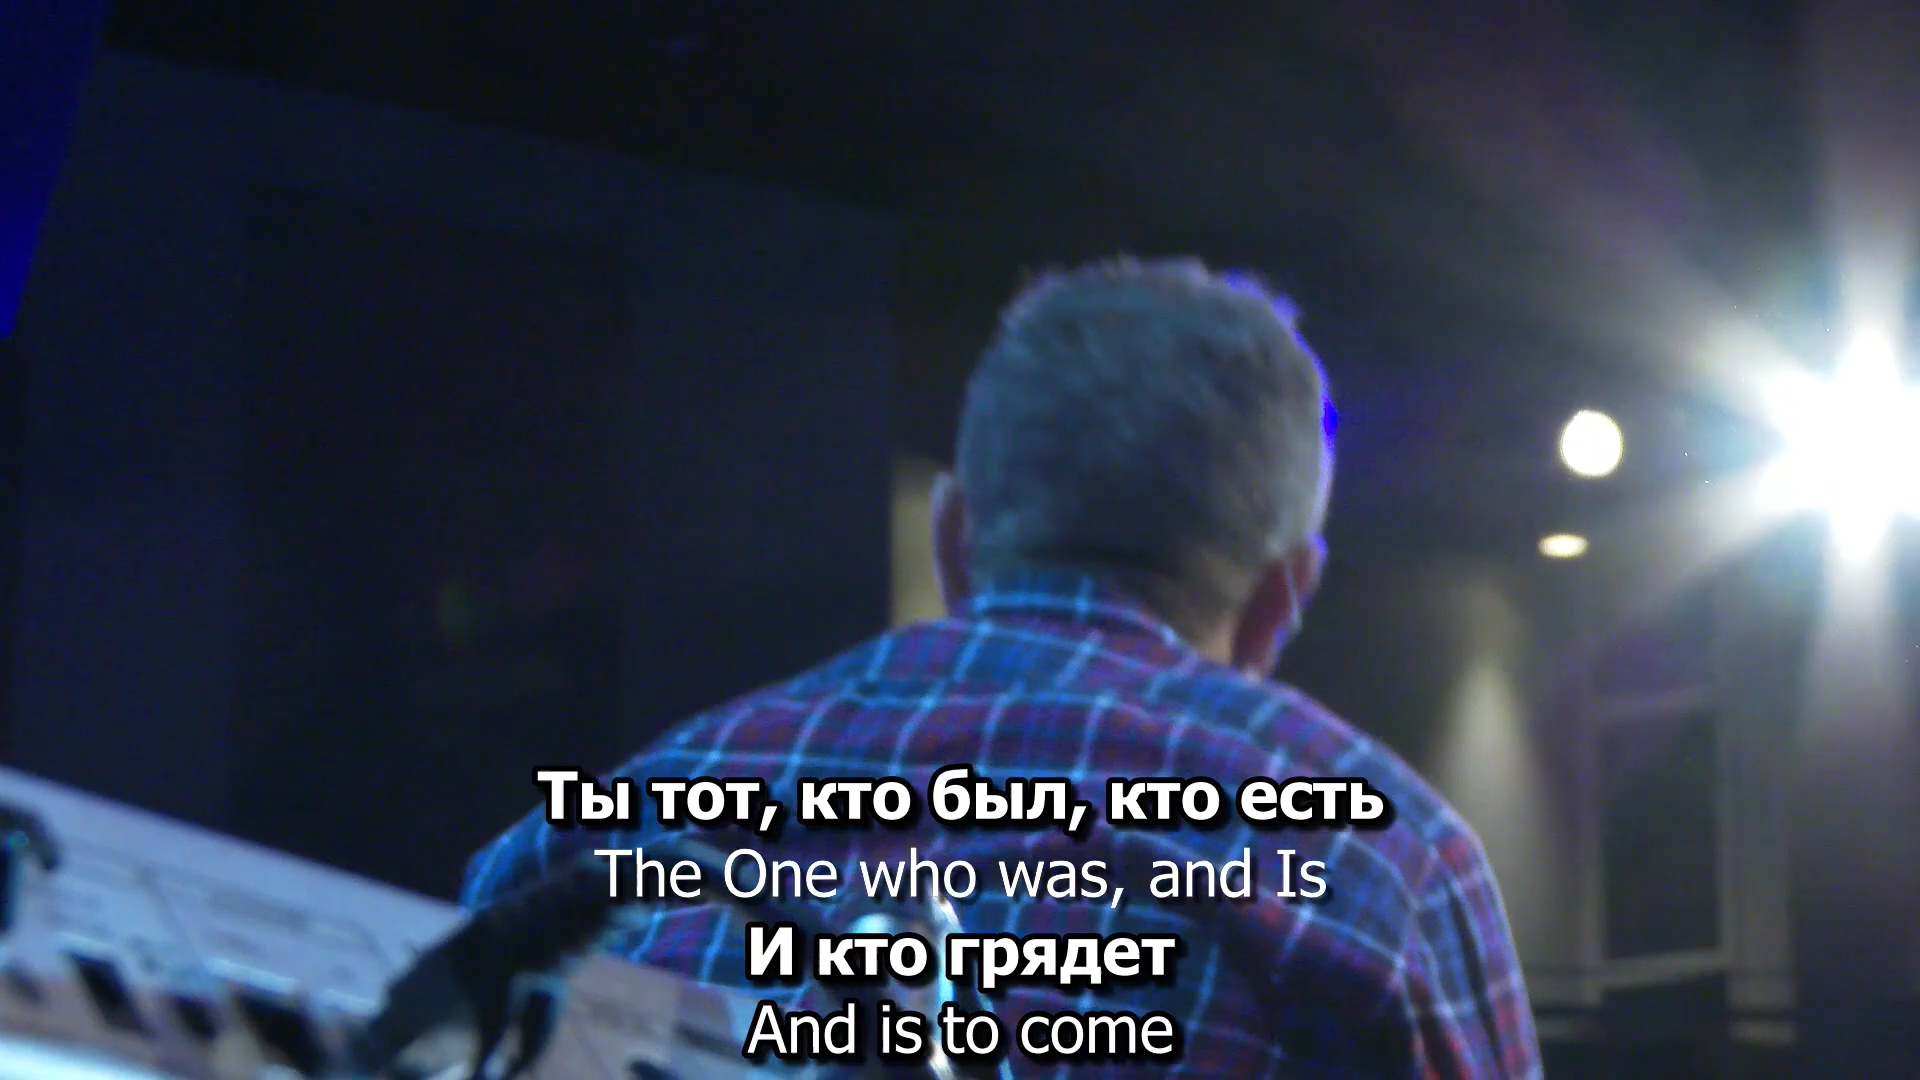 Ты тот, кто был, кто есть
The One who was, and Is
И кто грядет
And is to come